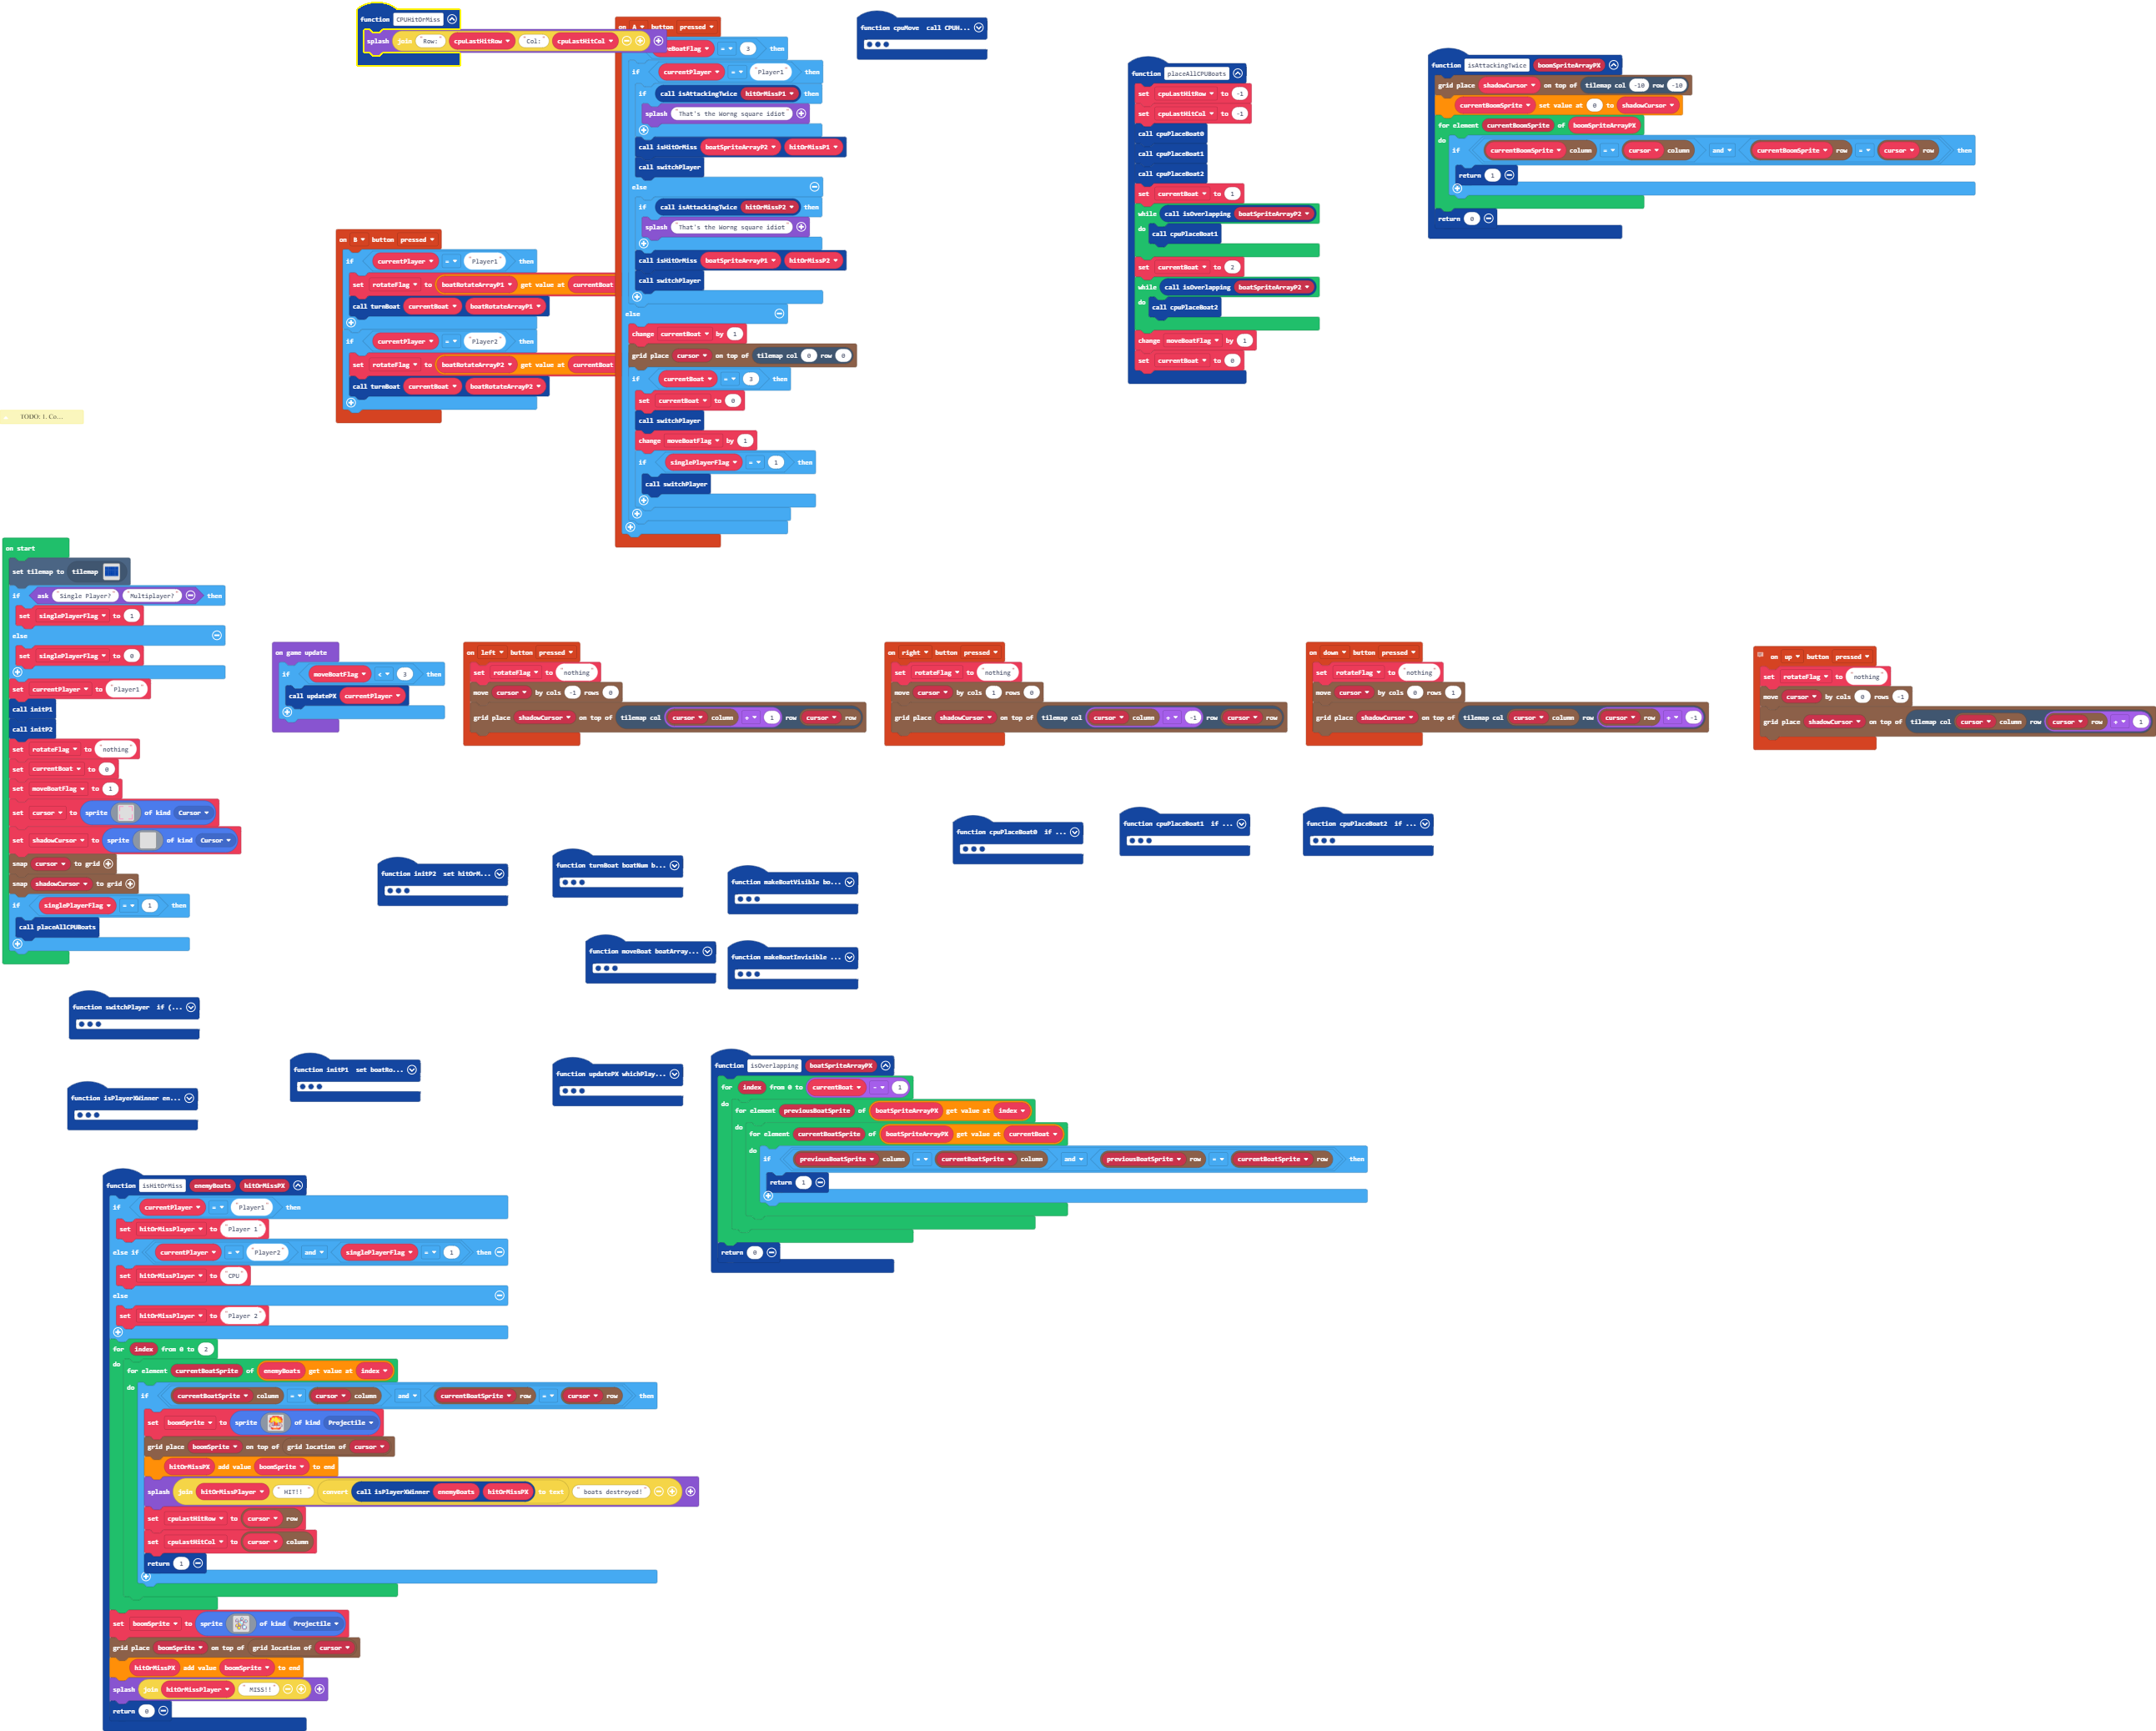 function CPUHitOrMiss
splash join "Row:" cpuLastHitRow "Col:" cpuLastHitCol
on A button pressed
eBoatFlag = 3 then
if currentPlayer = "Player1" then
if call isAttackingTwice hitOrMissP1 then
splash "That's the Worng square idiot"
call isHitOrMiss boatSpriteArrayP2 hitOrMissP1
call switchPlayer
else
if call isAttackingTwice hitOrMissP2 then
splash "That's the Worng square idiot"
call isHitOrMiss boatSpriteArrayP1 hitOrMissP2
call switchPlayer
else
change currentBoat by 1
grid place cursor on top of tilemap col 0 row 0
if currentBoat = 3 then
set currentBoat to 0
call switchPlayer
change moveBoatFlag by 1
if singlePlayerFlag = 1 then
call switchPlayer
function cpuMove call CPUH...
function placeAllCPUBoats
set cpuLastHitRow to -1
set cpuLastHitCol to -1
call cpuPlaceBoat0
call cpuPlaceBoat1
call cpuPlaceBoat2
set currentBoat to 1
while call isOverlapping boatSpriteArrayP2
do call cpuPlaceBoat1
set currentBoat to 2
while call isOverlapping boatSpriteArrayP2
do call cpuPlaceBoat2
change moveBoatFlag by 1
set currentBoat to 0
function isAttackingTwice boomSpriteArrayPX
grid place shadowCursor on top of tilemap col -10 row -10
currentBoomSprite set value at 0 to shadowCursor
for element currentBoomSprite of boomSpriteArrayPX
do if currentBoomSprite column = cursor column and currentBoomSprite row = cursor row then
return 1
return 0
on B button pressed
if currentPlayer = "Player1" then
set rotateFlag to boatRotateArrayP1 get value at currentBoat
call turnBoat currentBoat boatRotateArrayP1
if currentPlayer = "Player2" then
set rotateFlag to boatRotateArrayP2 get value at currentBoat
call turnBoat currentBoat boatRotateArrayP2
TODO: 1. Co...
on start
set tilemap to tilemap
if ask "Single Player?" "Multiplayer?" then
set singlePlayerFlag to 1
else
set singlePlayerFlag to 0
set currentPlayer to "Player1"
call initP1
call initP2
set rotateFlag to "nothing"
set currentBoat to 0
set moveBoatFlag to 1
set cursor to sprite of kind Cursor
set shadowCursor to sprite of kind Cursor
snap cursor to grid
snap shadowCursor to grid
if singlePlayerFlag = 1 then
call placeAllCPUBoats
on game update
if moveBoatFlag < 3 then
call updatePX currentPlayer
on left button pressed
set rotateFlag to "nothing"
move cursor by cols -1 rows 0
grid place shadowCursor on top of tilemap col cursor column + 1 row cursor row
on right button pressed
set rotateFlag to "nothing"
move cursor by cols 1 rows 0
grid place shadowCursor on top of tilemap col cursor column + -1 row cursor row
on down button pressed
set rotateFlag to "nothing"
move cursor by cols 0 rows 1
grid place shadowCursor on top of tilemap col cursor column row cursor row + -1
on up button pressed
set rotateFlag to "nothing"
move cursor by cols 0 rows -1
grid place shadowCursor on top of tilemap col cursor column row cursor row + 1
function cpuPlaceBoat0 if ...
function cpuPlaceBoat1 if ...
function cpuPlaceBoat2 if ...
function initP2 set hitOrM...
function turnBoat boatNum b...
function makeBoatVisible bo...
function moveBoat boatArray...
function makeBoatInvisible ...
function switchPlayer if (...
function initP1 set boatRo...
function updatePX whichPlay...
function isPlayerXWinner en...
function isOverlapping boatSpriteArrayPX
for index from 0 to currentBoat - 1
do for element previousBoatSprite of boatSpriteArrayPX get value at index
do for element currentBoatSprite of boatSpriteArrayPX get value at currentBoat
do if previousBoatSprite column = currentBoatSprite column and previousBoatSprite row = currentBoatSprite row then
return 1
return 0
function isHitOrMiss enemyBoats hitOrMissPX
if currentPlayer = "Player1" then
set hitOrMissPlayer to "Player 1"
else if currentPlayer = "Player2" and singlePlayerFlag = 1 then
set hitOrMissPlayer to "CPU"
else
set hitOrMissPlayer to "Player 2"
for index from 0 to 2
do for element currentBoatSprite of enemyBoats get value at index
do if currentBoatSprite column = cursor column and currentBoatSprite row = cursor row then
set boomSprite to sprite of kind Projectile
grid place boomSprite on top of grid location of cursor
hitOrMissPX add value boomSprite to end
splash join hitOrMissPlayer " HIT!! " convert call isPlayerXWinner enemyBoats hitOrMissPX to text " boats destroyed!"
set cpuLastHitRow to cursor row
set cpuLastHitCol to cursor column
return 1
set boomSprite to sprite of kind Projectile
grid place boomSprite on top of grid location of cursor
hitOrMissPX add value boomSprite to end
splash join hitOrMissPlayer " MISS!!"
return 0